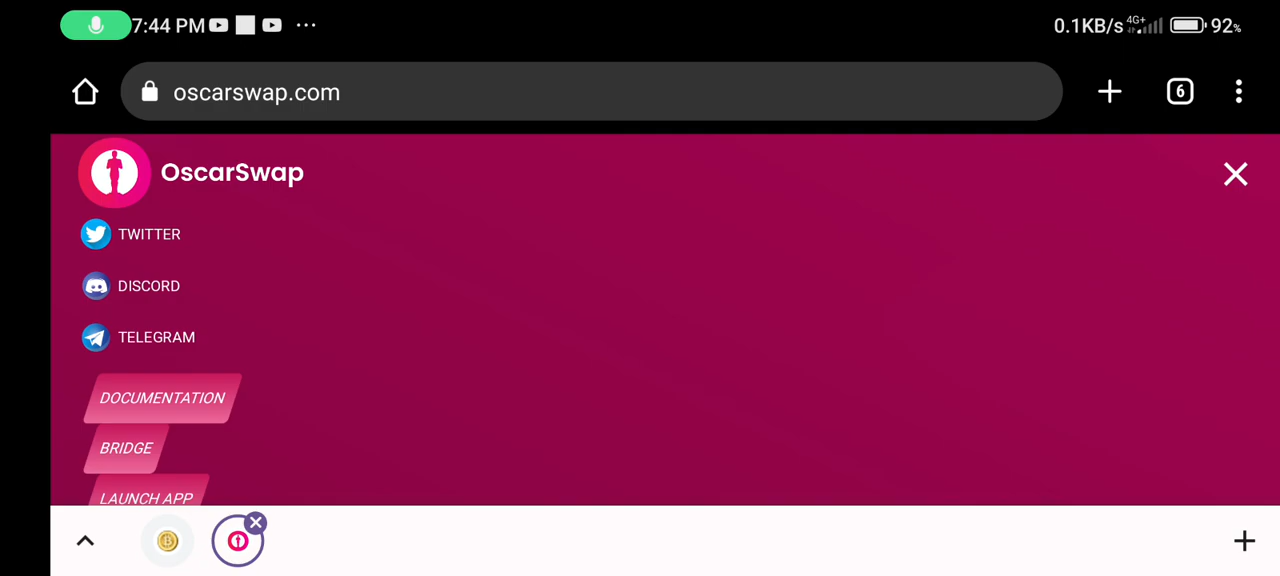 7:44 PM 0.1KB/s 4G+ 92%
oscarswap.com 6
OscarSwap
TWITTER
DISCORD
TELEGRAM
DOCUMENTATION
BRIDGE
LAUNCH APP